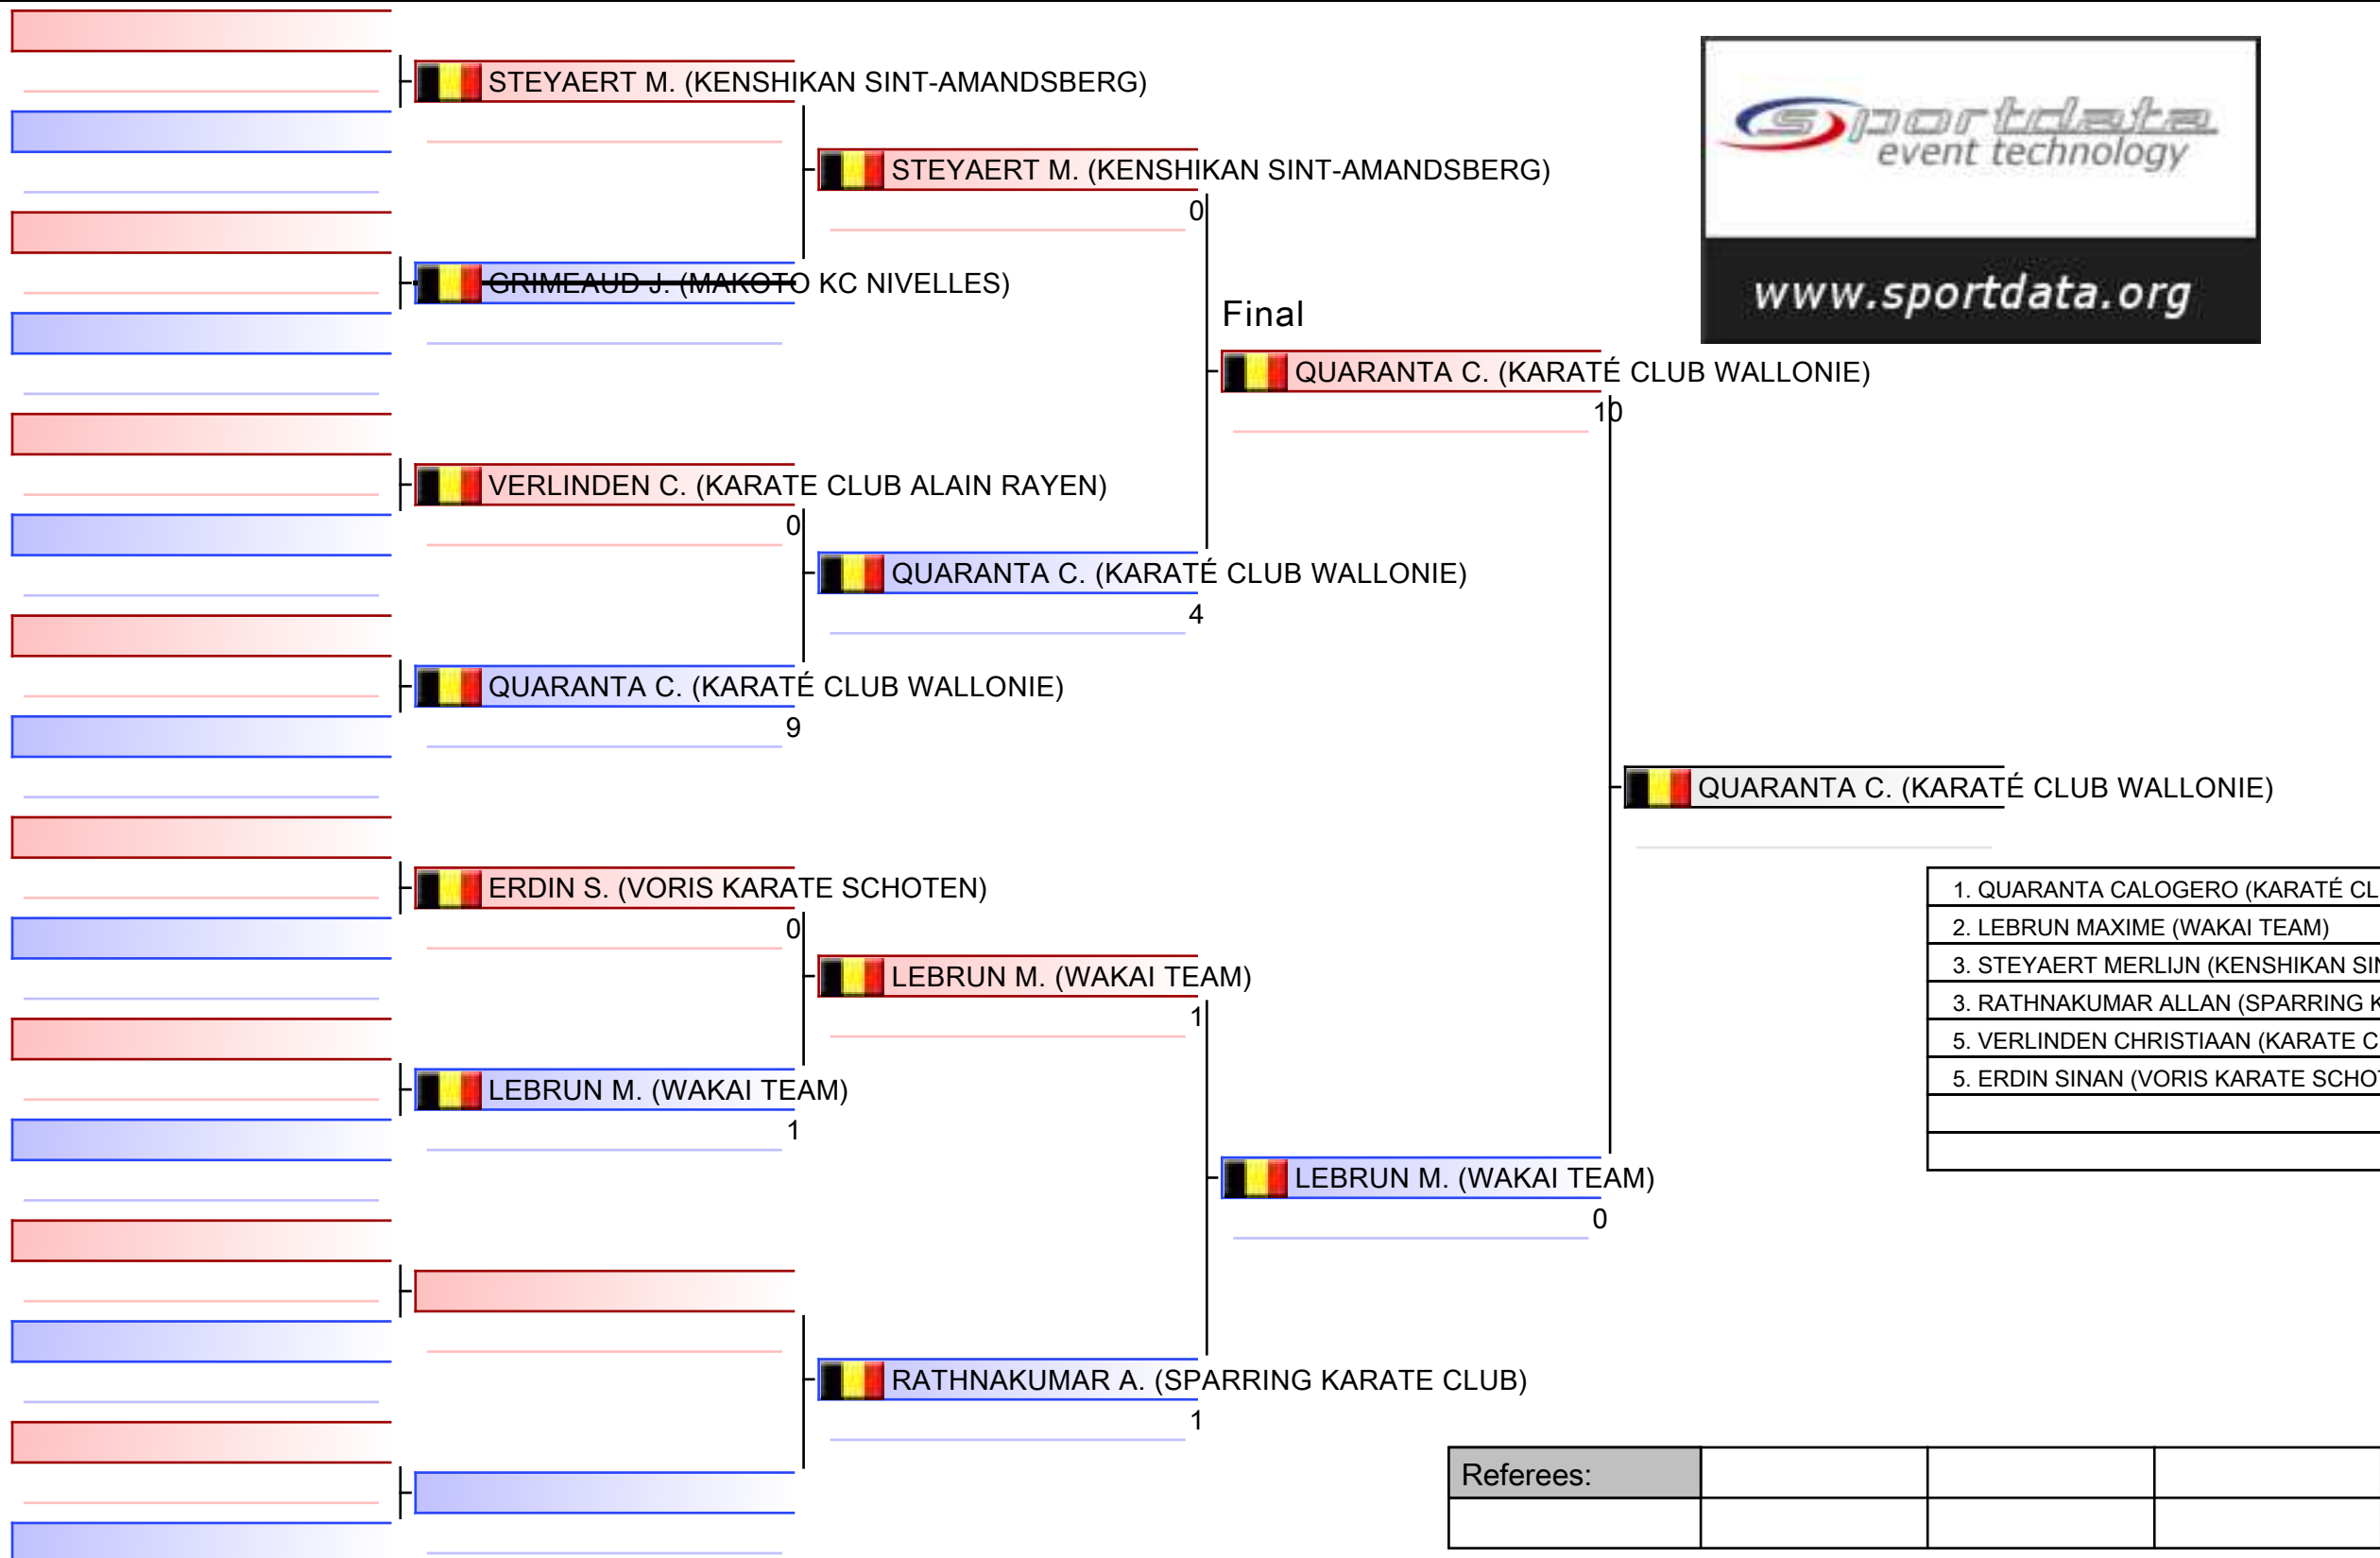 STEYAERT M. (KENSHIKAN SINT-AMANDSBERG)
STEYAERT M. (KENSHIKAN SINT-AMANDSBERG)
0
GRIMEAUD J. (MAKOTO KC NIVELLES)
Final
QUARANTA C. (KARATÉ CLUB WALLONIE)
10
VERLINDEN C. (KARATE CLUB ALAIN RAYEN)
0
QUARANTA C. (KARATÉ CLUB WALLONIE)
4
QUARANTA C. (KARATÉ CLUB WALLONIE)
9
QUARANTA C. (KARATÉ CLUB WALLONIE)
ERDIN S. (VORIS KARATE SCHOTEN)
0
LEBRUN M. (WAKAI TEAM)
1
LEBRUN M. (WAKAI TEAM)
1
LEBRUN M. (WAKAI TEAM)
0
RATHNAKUMAR A. (SPARRING KARATE CLUB)
1
sportdata
event technology
www.sportdata.org
1. QUARANTA CALOGERO (KARATÉ CL
2. LEBRUN MAXIME (WAKAI TEAM)
3. STEYAERT MERLIJN (KENSHIKAN SIN
3. RATHNAKUMAR ALLAN (SPARRING K
5. VERLINDEN CHRISTIAAN (KARATE C
5. ERDIN SINAN (VORIS KARATE SCHOT
Referees: